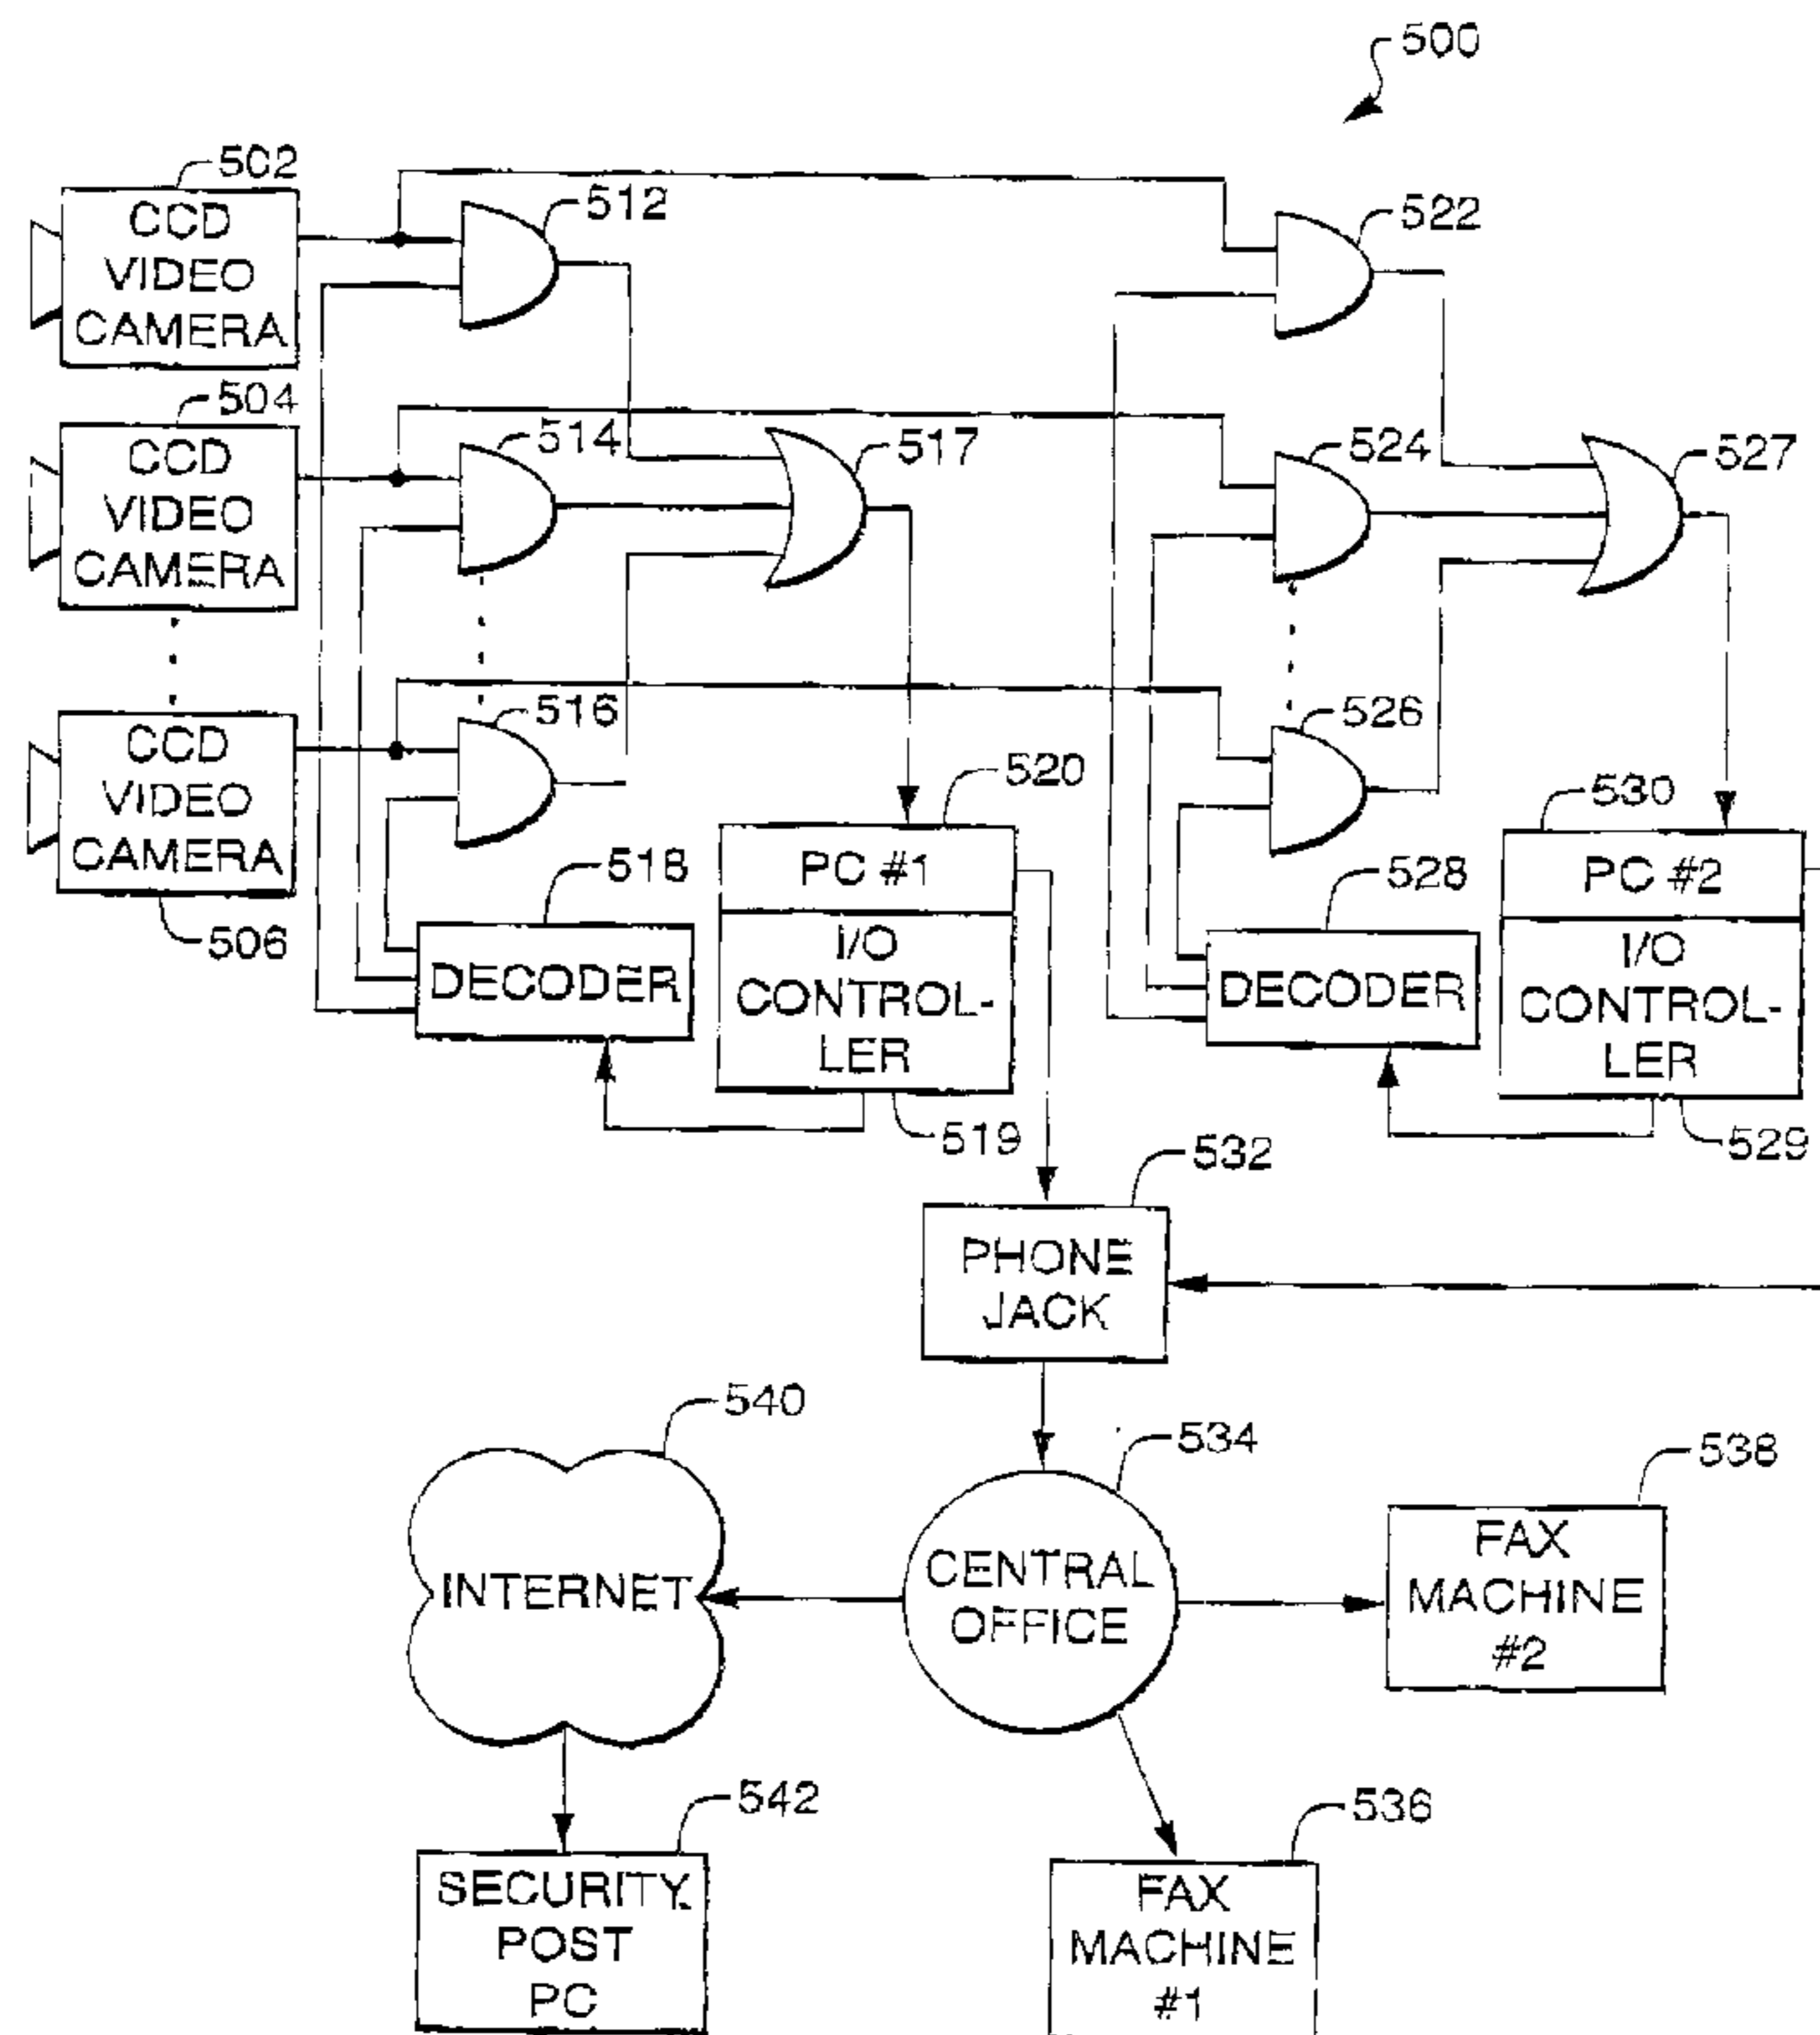 500
502
CCD
VIDEO
CAMERA
512
522
504
CCD
VIDEO
CAMERA
514
517
524
527
CCD
VIDEO
CAMERA
506
516
526
520
530
PC #1
PC #2
518
528
DECODER
DECODER
I/O
CONTROL-
LER
I/O
CONTROL-
LER
519
529
532
PHONE
JACK
540
534
538
INTERNET
CENTRAL
OFFICE
FAX
MACHINE
#2
542
536
SECURITY
POST
PC
FAX
MACHINE
#1